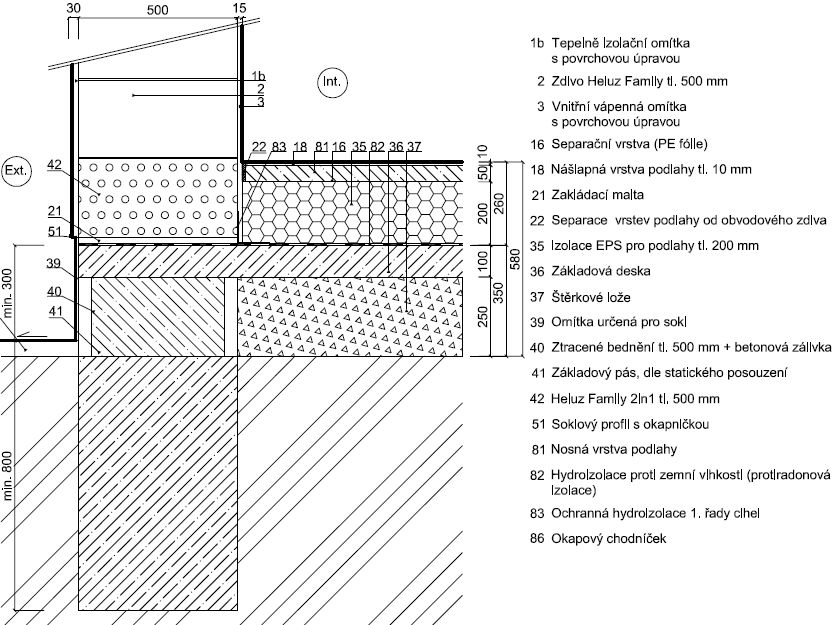 30 500 15
1b
2
3
Int.
Ext.
22 83 18 81 16 35 82 36 37
10
50
200
260
100
250
350
580
42
21
51
39
40
41
min. 300
min. 800
1b Tepelně Izolační omítka
s povrchovou úpravou
2 Zdivo Heluz Family tl. 500 mm
3 Vnitřní vápenná omítka
s povrchovou úpravou
16 Separační vrstva (PE fólie)
18 Nášlapná vrstva podlahy tl. 10 mm
21 Zakládací malta
22 Separace vrstev podlahy od obvodového zdiva
35 Izolace EPS pro podlahy tl. 200 mm
36 Základová deska
37 Štěrkové lože
39 Omítka určená pro sokl
40 Ztracené bednění tl. 500 mm + betonová zálivka
41 Základový pás, dle statického posouzení
42 Heluz Family 2in1 tl. 500 mm
51 Soklový profil s okapničkou
81 Nosná vrstva podlahy
82 Hydroizolace proti zemní vlhkosti (protiradonová
Izolace)
83 Ochranná hydroizolace 1. řady cihel
86 Okapový chodníček